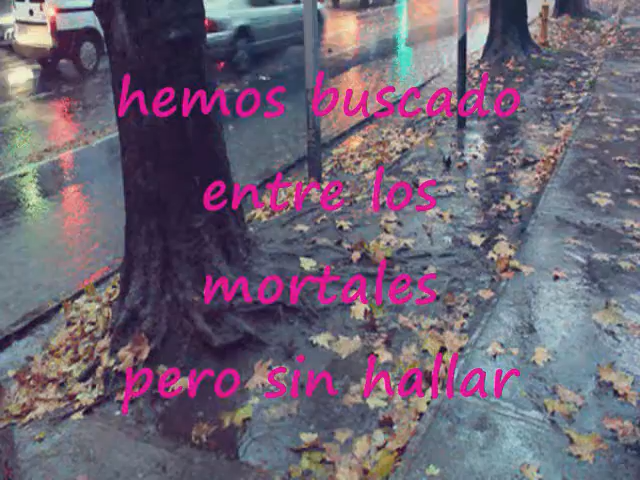 hemos buscado
entre los
mortales
pero sin hallar